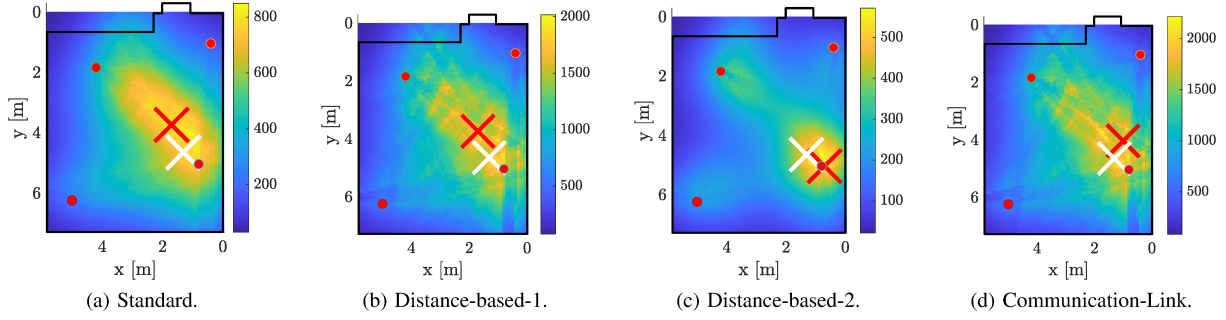 0
2
4
6
y [m]
4 2 0
x [m]
800
600
400
200
(a) Standard.
0
2
4
6
y [m]
4 2 0
x [m]
2000
1500
1000
500
(b) Distance-based-1.
0
2
4
6
y [m]
4 2 0
x [m]
500
400
300
200
100
(c) Distance-based-2.
0
2
4
6
y [m]
4 2 0
x [m]
2000
1500
1000
500
(d) Communication-Link.